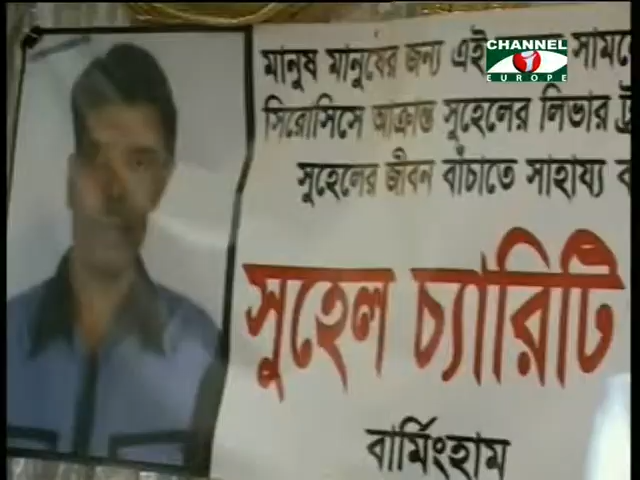 CHANNEL i
EUROPE
মানুষ মানুষের জন্য এই
সিরোসিসে আক্রান্ত সুহেলের লিভার
সুহেলের জীবন বাঁচাতে সাহায্য
সুহেল চ্যারিটি
বার্মিংহাম